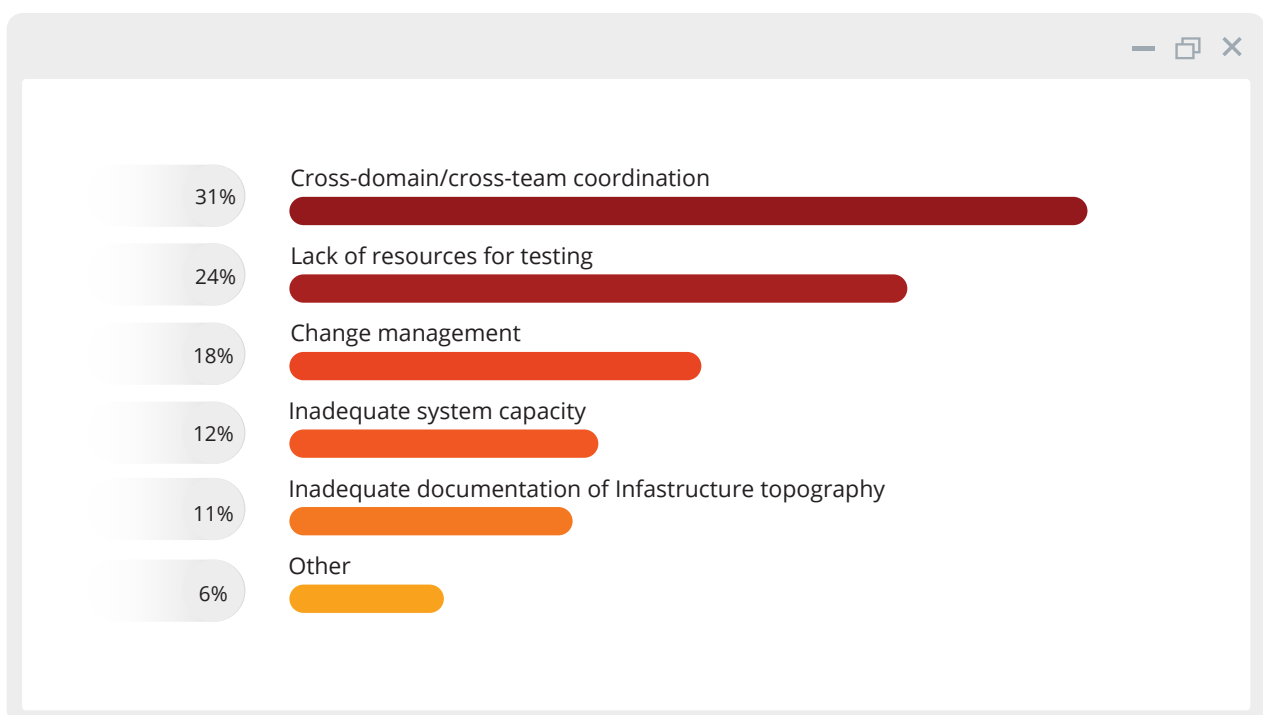 31%
Cross-domain/cross-team coordination
24%
Lack of resources for testing
18%
Change management
12%
Inadequate system capacity
11%
Inadequate documentation of Infastructure topography
6%
Other